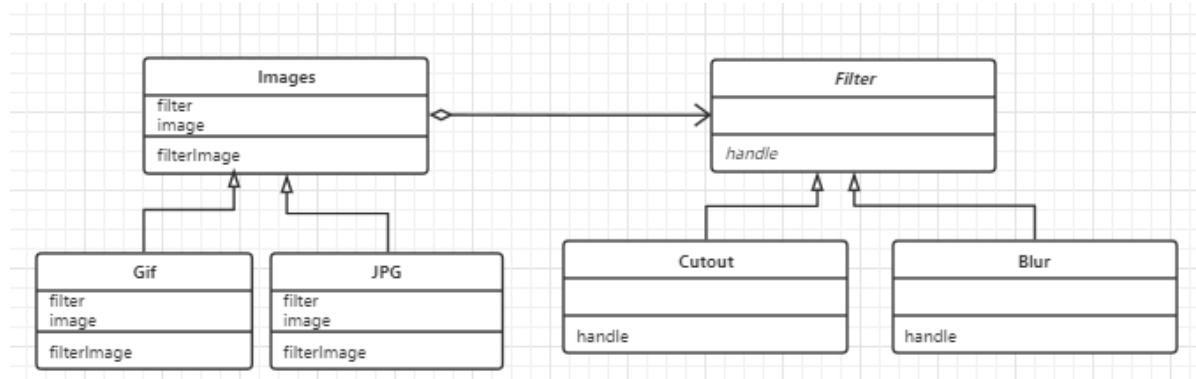 Images
filter
image
filterImage
Filter
handle
Gif
filter
image
filterImage
JPG
filter
image
filterImage
Cutout
handle
Blur
handle